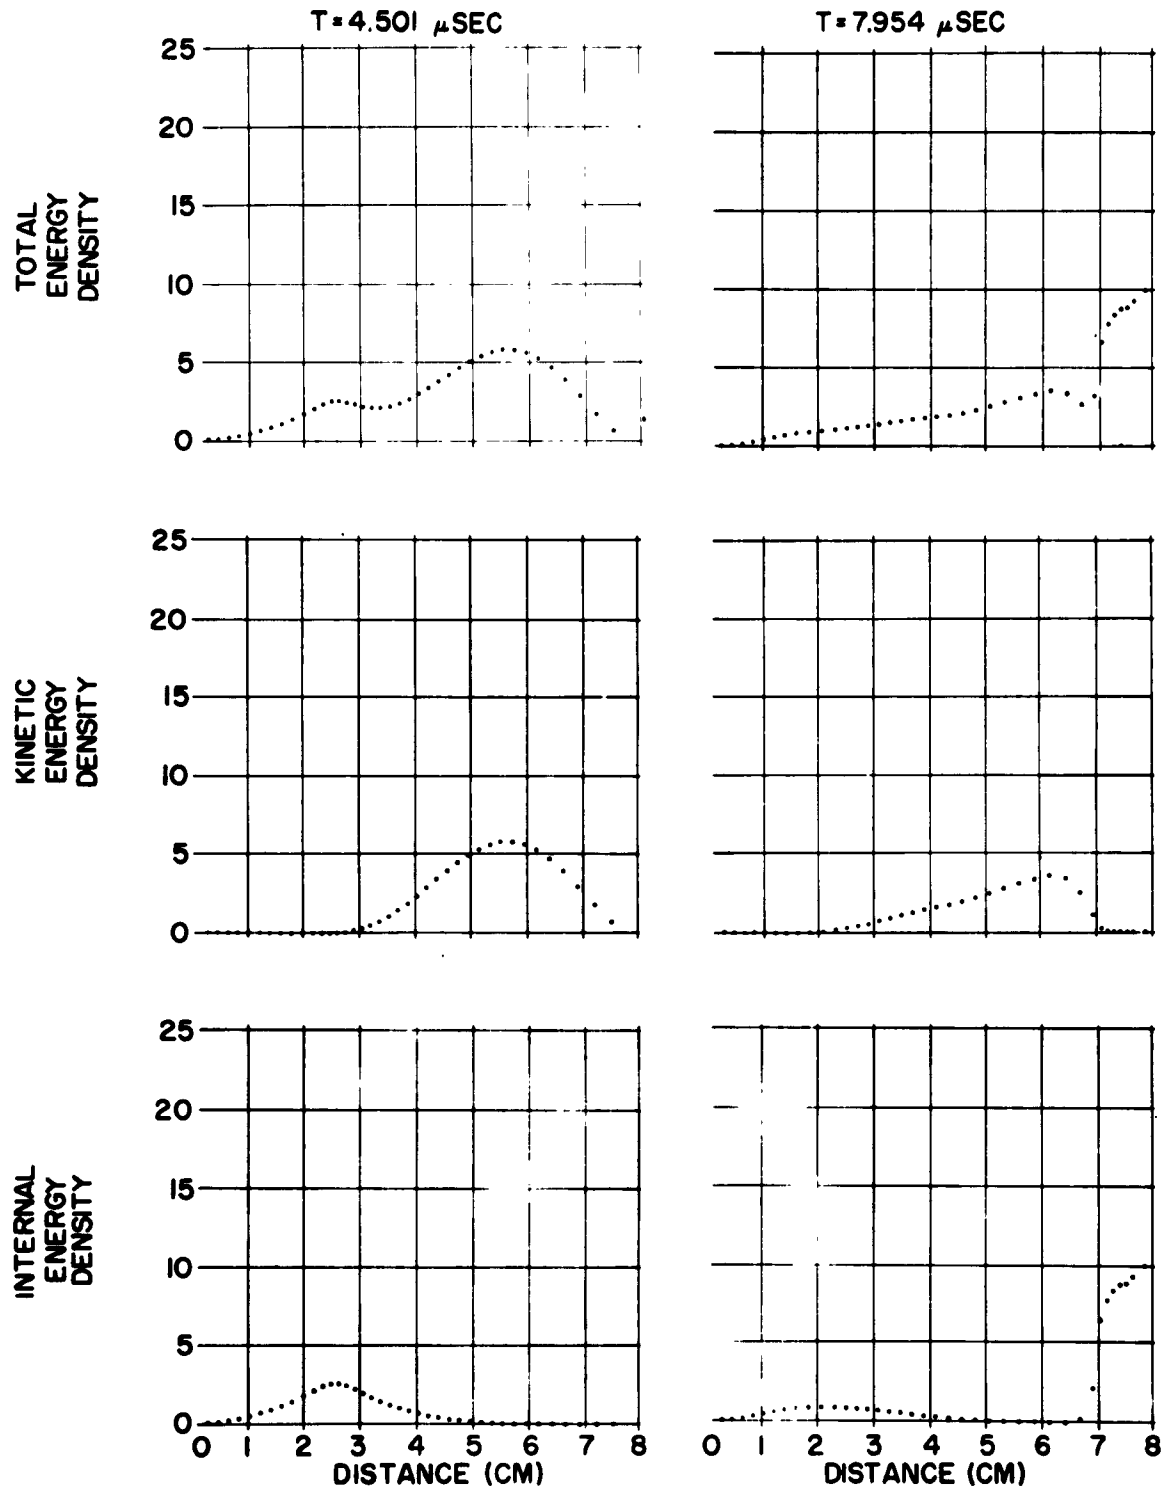 T=4.501 μSEC
T=7.954 μSEC
TOTAL
ENERGY
DENSITY
25
20
15
10
5
0
KINETIC
ENERGY
DENSITY
25
20
15
10
5
0
INTERNAL
ENERGY
DENSITY
25
20
15
10
5
0
0 1 2 3 4 5 6 7 8
DISTANCE (CM)
0 1 2 3 4 5 6 7 8
DISTANCE (CM)